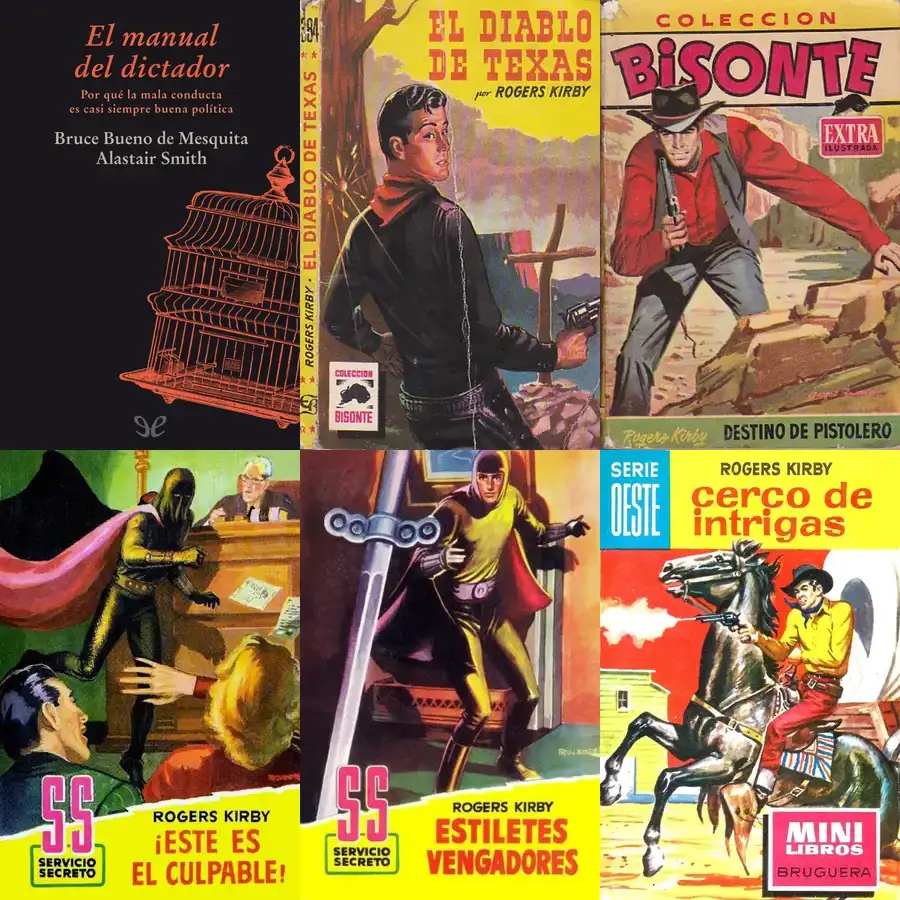 El manual
del dictador
Por qué la mala conducta
es casi siempre buena política
Bruce Bueno de Mesquita
Alastair Smith
ROGERS KIRBY · EL DIABLO DE TEXAS
EL DIABLO
DE TEXAS
por ROGERS KIRBY
COLECCION
BISONTE
COLECCION
BiSONTE
EXTRA
ILUSTRADA
Rogers Kirby
DESTINO DE PISTOLERO
SS
SERVICIO
SECRETO
ROGERS KIRBY
¡ESTE ES
EL CULPABLE!
SS
SERVICIO
SECRETO
ROGERS KIRBY
ESTILETES
VENGADORES
SERIE
OESTE
ROGERS KIRBY
cerco de
intrigas
MINI
LIBROS
BRUGUERA